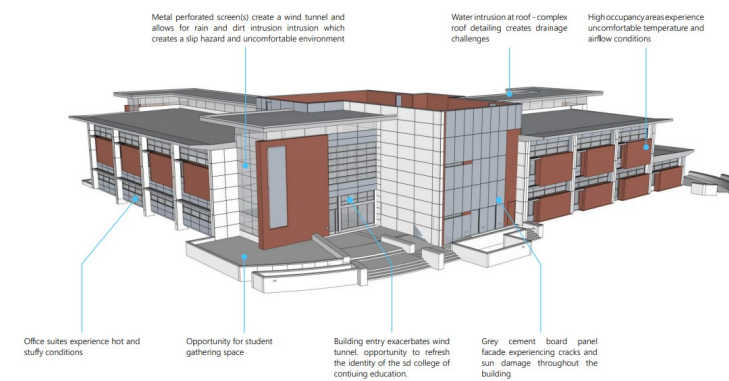 Metal perforated screen(s) create a wind tunnel and
allows for rain and dirt intrusion intrusion which
creates a slip hazard and uncomfortable environment
Water intrusion at roof - complex
roof detailing creates drainage
challenges
High occupancy areas experience
uncomfortable temperature and
airflow conditions
Office suites experience hot and
stuffy conditions
Opportunity for student
gathering space
Building entry exacerbates wind
tunnel. opportunity to refresh
the identity of the sd college of
contiuing education.
Grey cement board panel
facade experiencing cracks and
sun damage throughout the
building